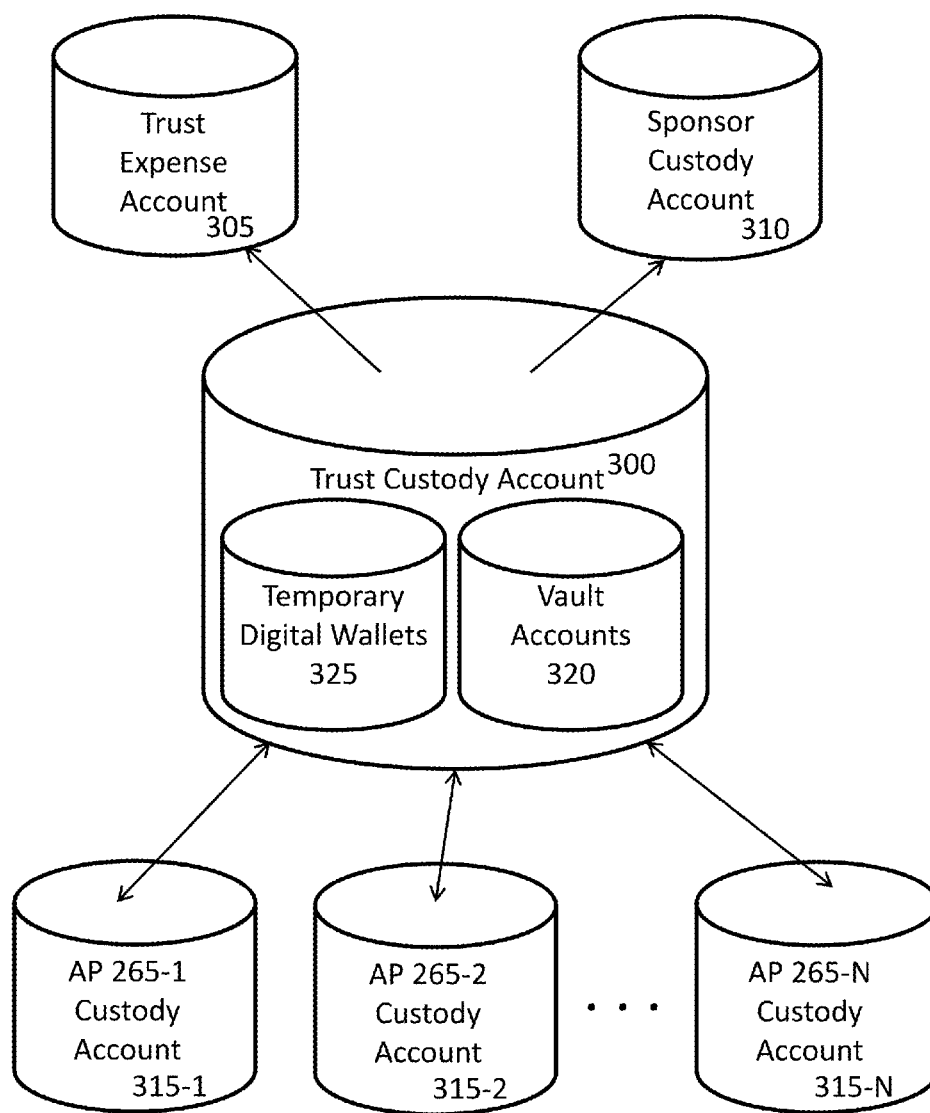 Trust
Expense
Account
305
Sponsor
Custody
Account
310
Trust Custody Account 300
Temporary
Digital Wallets
325
Vault
Accounts
320
AP 265-1
Custody
Account
315-1
AP 265-2
Custody
Account
315-2
. . .
AP 265-N
Custody
Account
315-N